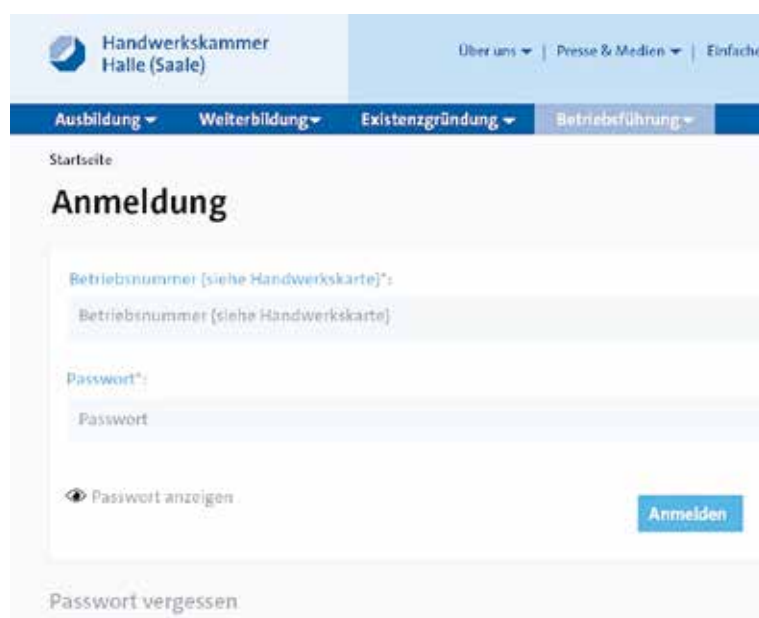 Handwerkskammer
Halle (Saale)
Über uns | Presse & Medien | Einfache
Ausbildung Weiterbildung Existenzgründung Betriebsführung
Startseite
Anmeldung
Betriebsnummer (siehe Handwerkskarte)*:
Betriebsnummer (siehe Handwerkskarte)
Passwort*:
Passwort
Passwort anzeigen
Anmelden
Passwort vergessen